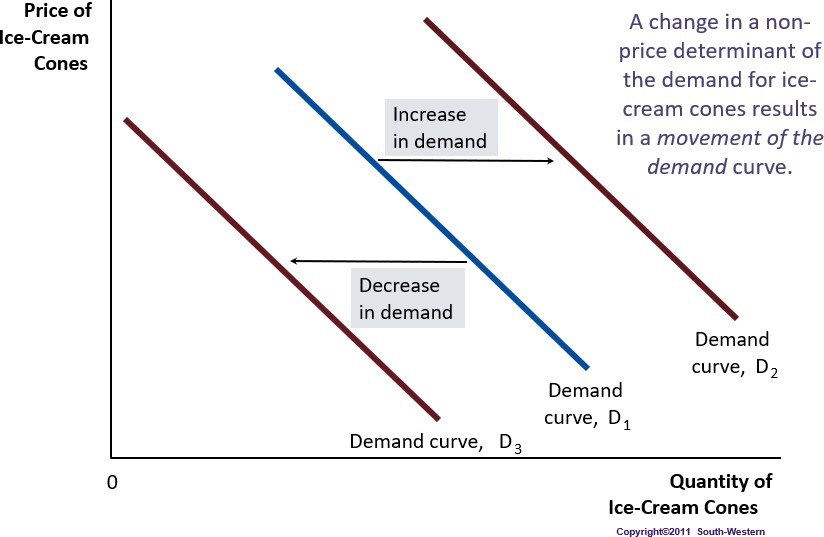 Price of
Ice-Cream
Cones
A change in a non-
price determinant of
the demand for ice-
cream cones results
in a movement of the
demand curve.
Increase
in demand
Decrease
in demand
Demand
curve, D2
Demand
curve, D1
Demand curve, D3
0
Quantity of
Ice-Cream Cones
Copyright©2011 South-Western